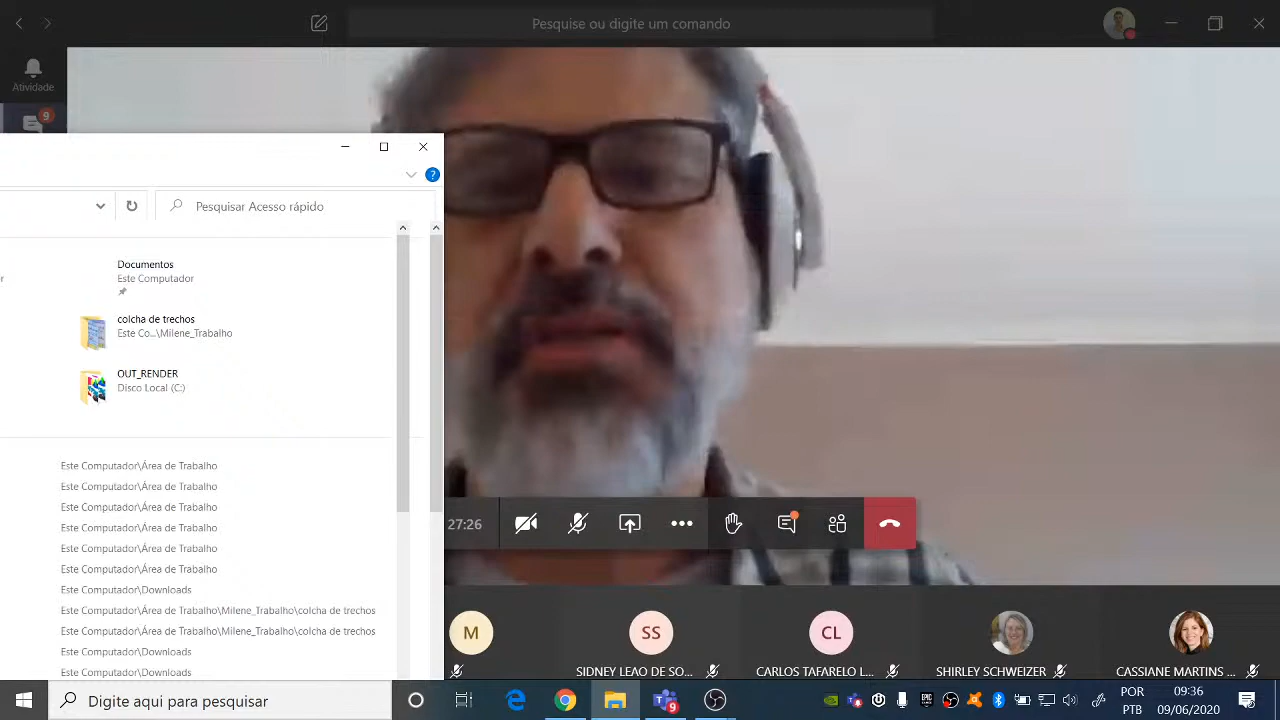 Pesquise ou digite um comando
Atividade
9
?
Pesquisar Acesso rápido
Documentos
Este Computador
colcha de trechos
Este Co...\Milene_Trabalho
OUT_RENDER
Disco Local (C:)
Este Computador\Área de Trabalho
Este Computador\Área de Trabalho
Este Computador\Área de Trabalho
Este Computador\Área de Trabalho
Este Computador\Área de Trabalho
Este Computador\Área de Trabalho
Este Computador\Downloads
Este Computador\Área de Trabalho\Milene_Trabalho\colcha de trechos
Este Computador\Área de Trabalho\Milene_Trabalho\colcha de trechos
Este Computador\Downloads
Este Computador\Downloads
27:26
M
SS
CL
SIDNEY LEAO DE SO...
CARLOS TAFARELO L...
SHIRLEY SCHWEIZER
CASSIANE MARTINS ...
Digite aqui para pesquisar
9
POR
PTB
09:36
09/06/2020